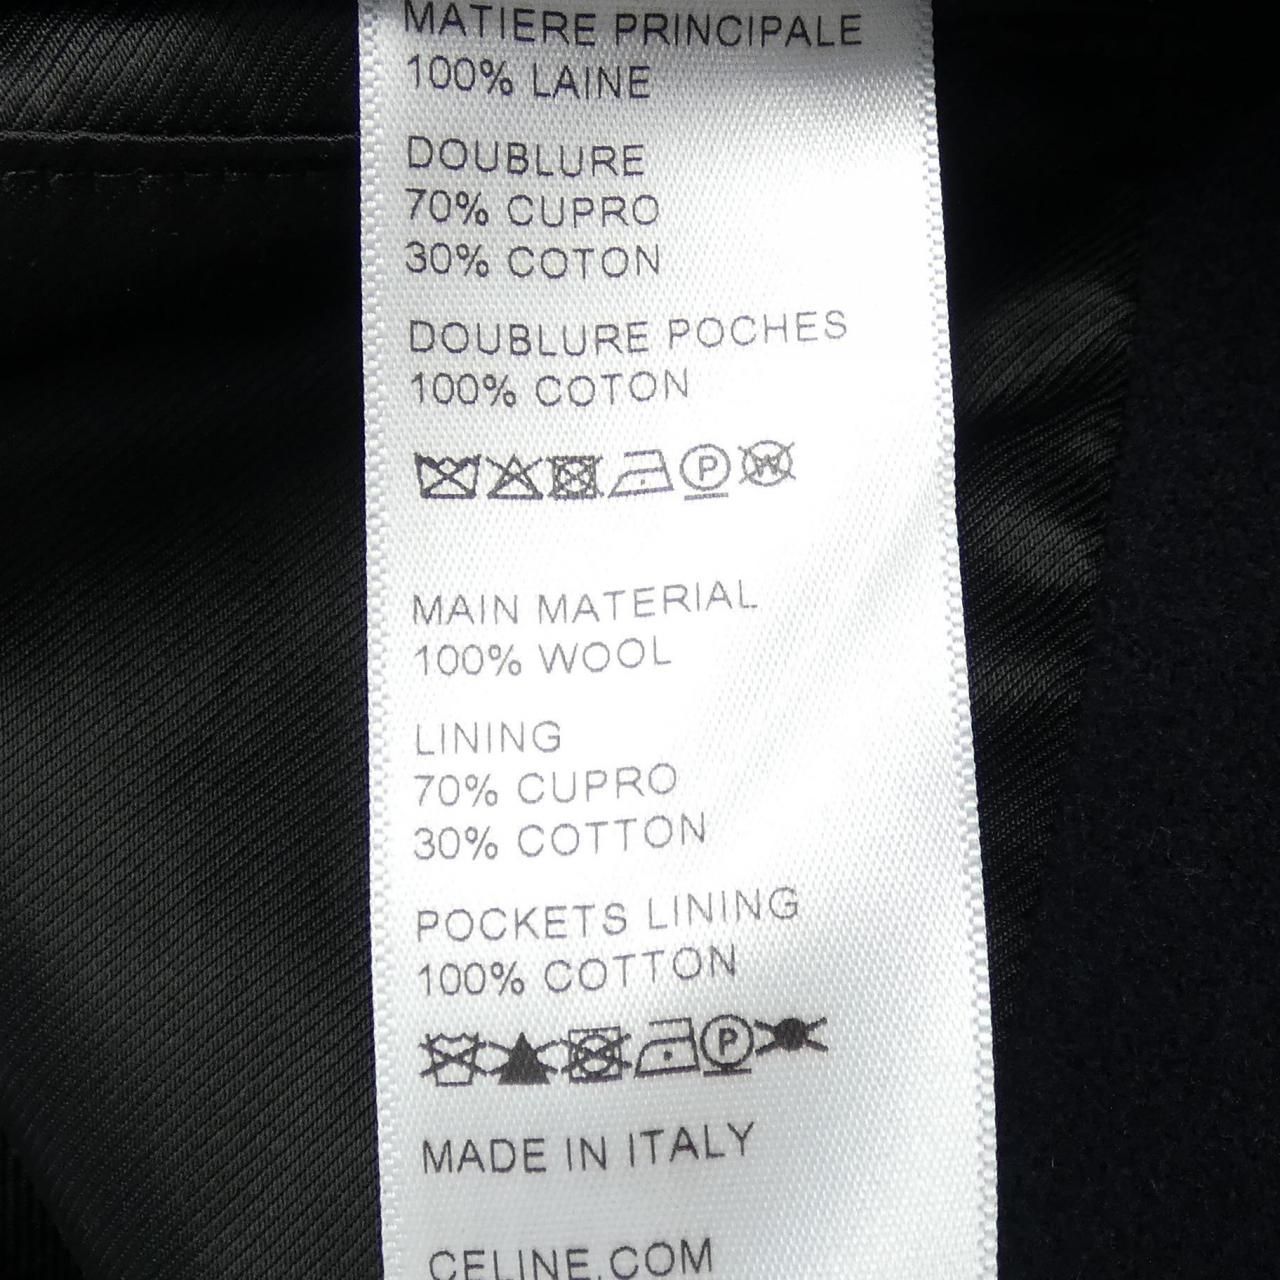 MATIERE PRINCIPALE
100% LAINE
DOUBLURE
70% CUPRO
30% COTON
DOUBLURE POCHES
100% COTON
P W
MAIN MATERIAL
100% WOOL
LINING
70% CUPRO
30% COTTON
POCKETS LINING
100% COTTON
P
MADE IN ITALY
CELINE.COM